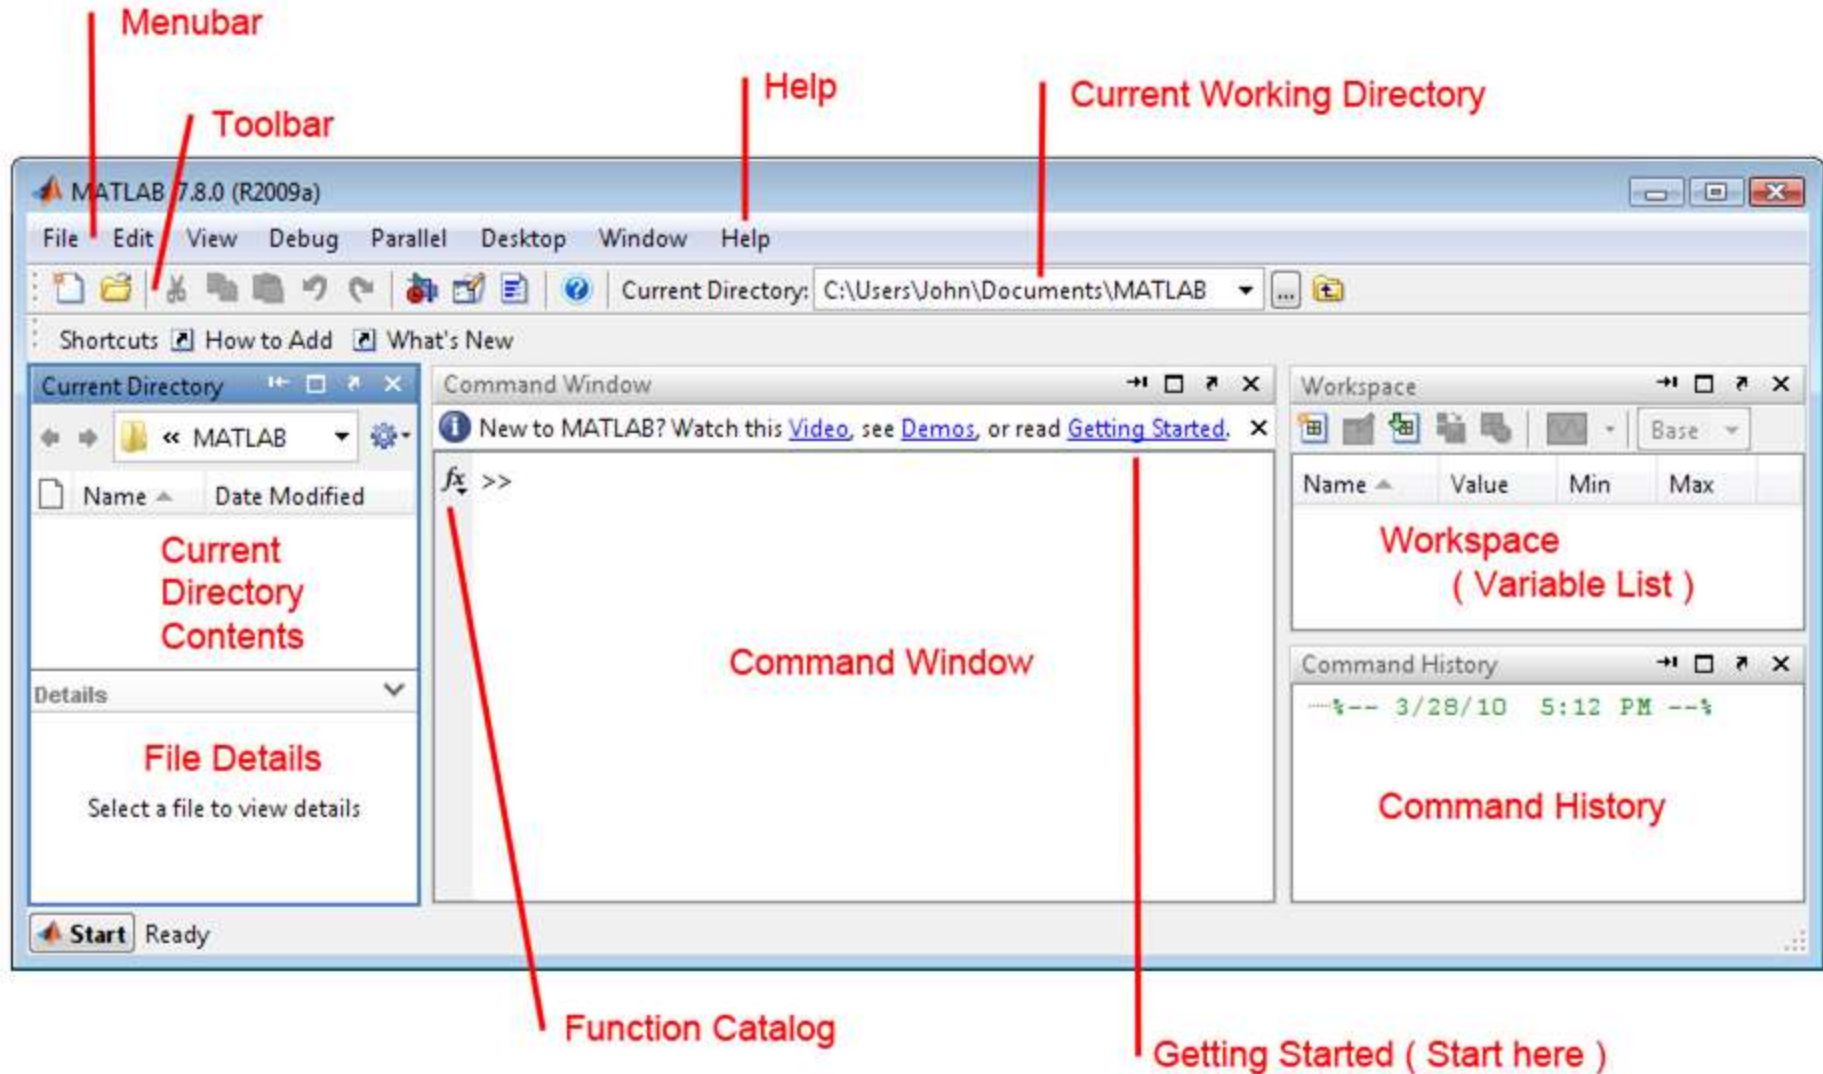 Menubar
Help
Current Working Directory
Toolbar
MATLAB 7.8.0 (R2009a)
File Edit View Debug Parallel Desktop Window Help
Current Directory: C:\Users\John\Documents\MATLAB ...
Shortcuts How to Add What's New
Current Directory
« MATLAB
Name Date Modified
Current
Directory
Contents
Details
File Details
Select a file to view details
Command Window
New to MATLAB? Watch this Video, see Demos, or read Getting Started.
fx >>
Command Window
Workspace
Base
Name Value Min Max
Workspace
( Variable List )
Command History
%-- 3/28/10 5:12 PM --%
Command History
Start Ready
Function Catalog
Getting Started ( Start here )